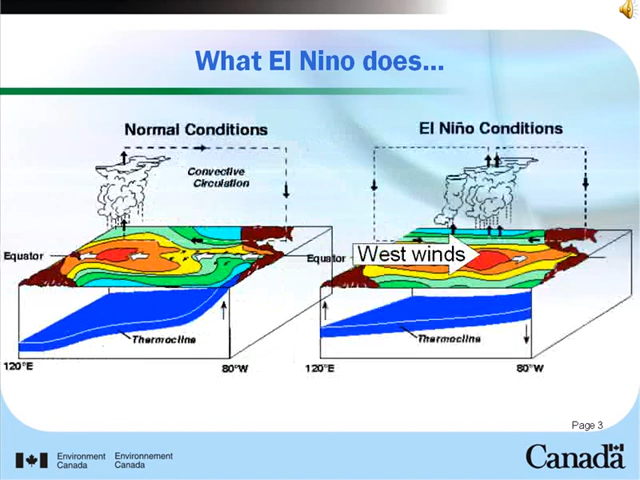 What El Nino does...
Normal Conditions
Convective
Circulation
Equator
Thermocline
120°E
80°W
El Niño Conditions
Equator
West winds
Thermocline
120°E
80°W
Page 3
Environment
Canada
Environnement
Canada
Canada